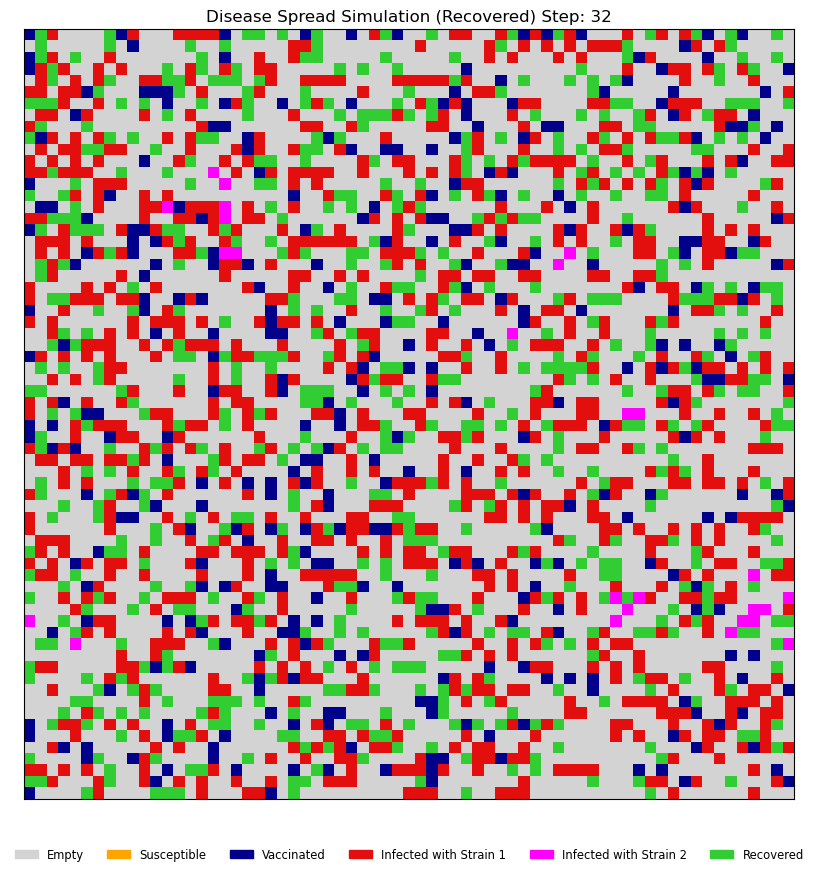 Disease Spread Simulation (Recovered) Step: 32
Empty Susceptible Vaccinated Infected with Strain 1 Infected with Strain 2 Recovered